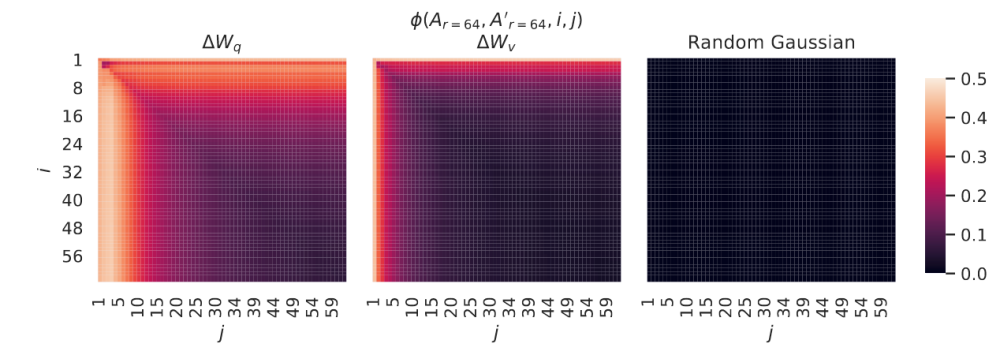 ϕ(A_{r=64}, A'_{r=64}, i, j)
ΔW_q
ΔW_v
Random Gaussian
i
1
8
16
24
32
40
48
56
1 5 10 15 20 25 30 34 39 44 49 54 59
j
1 5 10 15 20 25 30 34 39 44 49 54 59
j
1 5 10 15 20 25 30 34 39 44 49 54 59
j
0.5
0.4
0.3
0.2
0.1
0.0